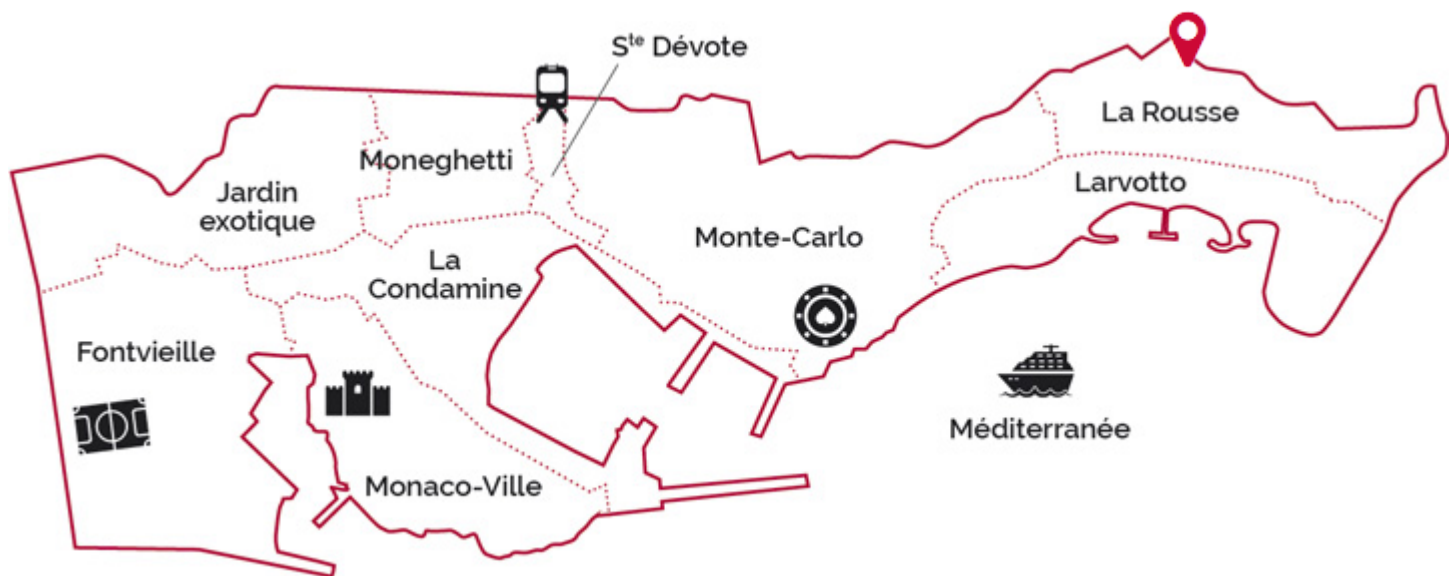 Sᵗᵉ Dévote
La Rousse
Moneghetti
Jardin
exotique
Larvotto
Monte-Carlo
La
Condamine
Fontvieille
Méditerranée
Monaco-Ville